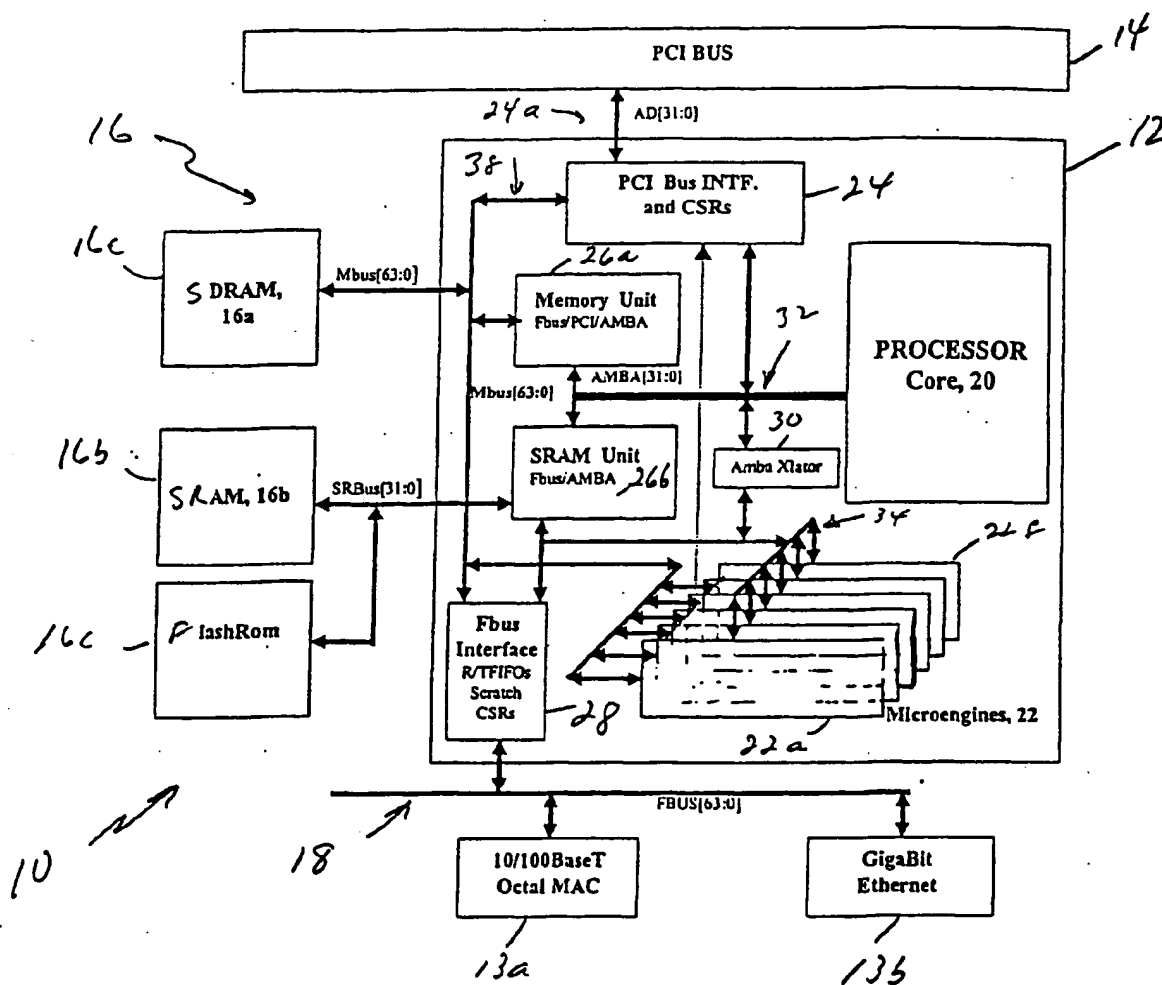 PCI BUS
14
24a
AD[31:0]
12
16
38
PCI Bus INTF.
and CSRs
24
16c
SDRAM,
16a
Mbus[63:0]
26a
Memory Unit
Fbus/PCI/AMBA
32
PROCESSOR
Core, 20
Mbus[63:0]
AMBA[31:0]
30
16b
SRAM, 16b
SRBus[31:0]
SRAM Unit
Fbus/AMBA
26b
Amba Xlator
34
22f
16c
FlashRom
Fbus
Interface
R/TFIFOs
Scratch
CSRs
28
Microengines, 22
22a
FBUS[63:0]
10
18
10/100BaseT
Octal MAC
GigaBit
Ethernet
13a
13b